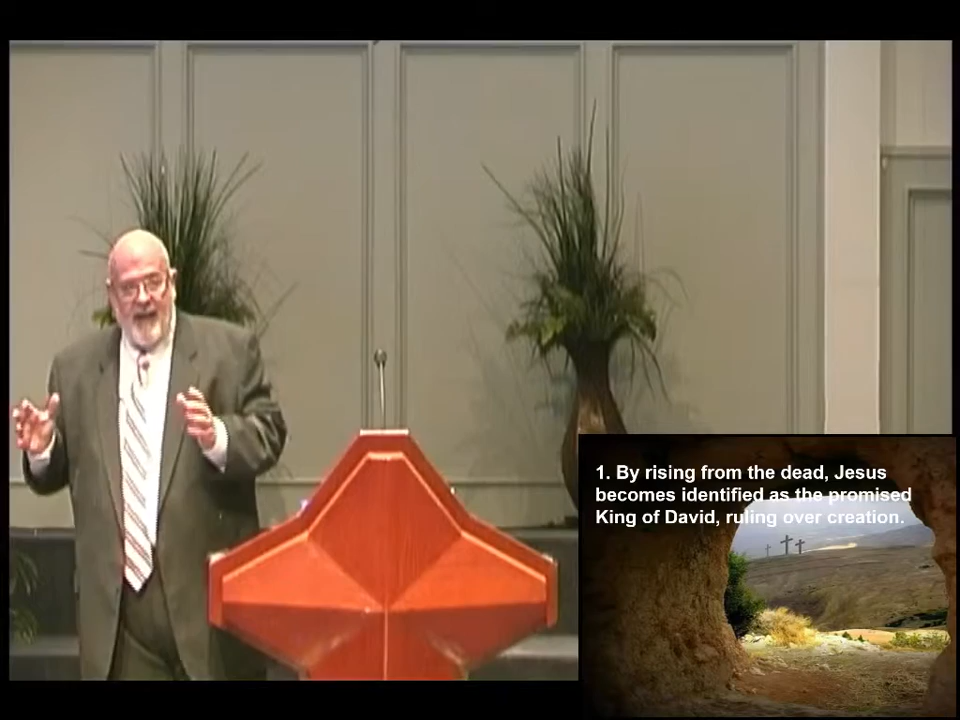 1. By rising from the dead, Jesus
becomes identified as the promised
King of David, ruling over creation.